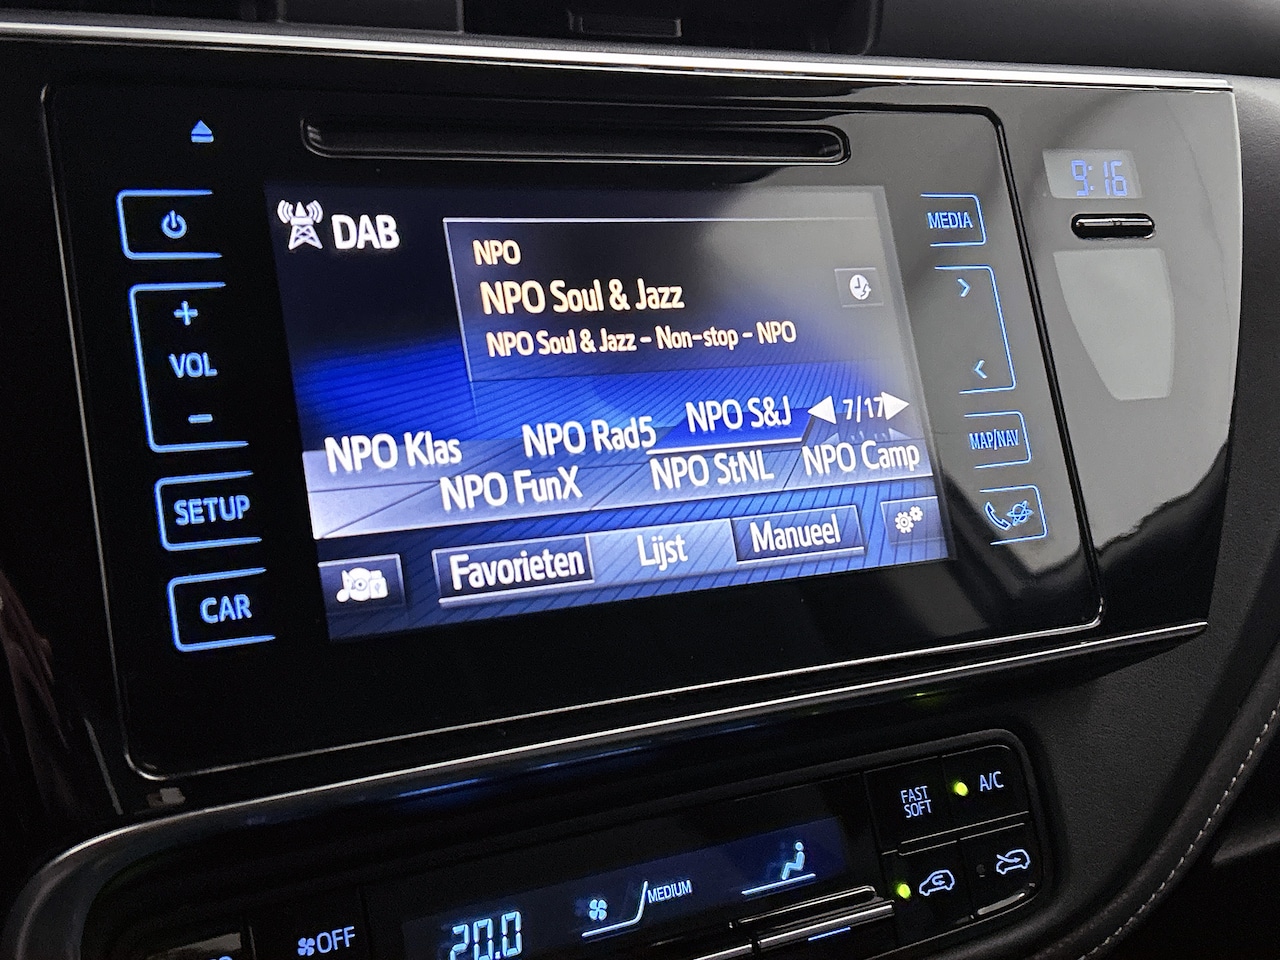 9:16
DAB
NPO
NPO Soul & Jazz
NPO Soul & Jazz - Non-stop - NPO
MEDIA
VOL
NPO Klas
NPO Rad5
NPO S&J
7/17
NPO FunX
NPO StNL
NPO Camp
MAP/NAV
SETUP
Favorieten
Lijst
Manueel
CAR
FAST
SOFT
A/C
MEDIUM
OFF
20.0